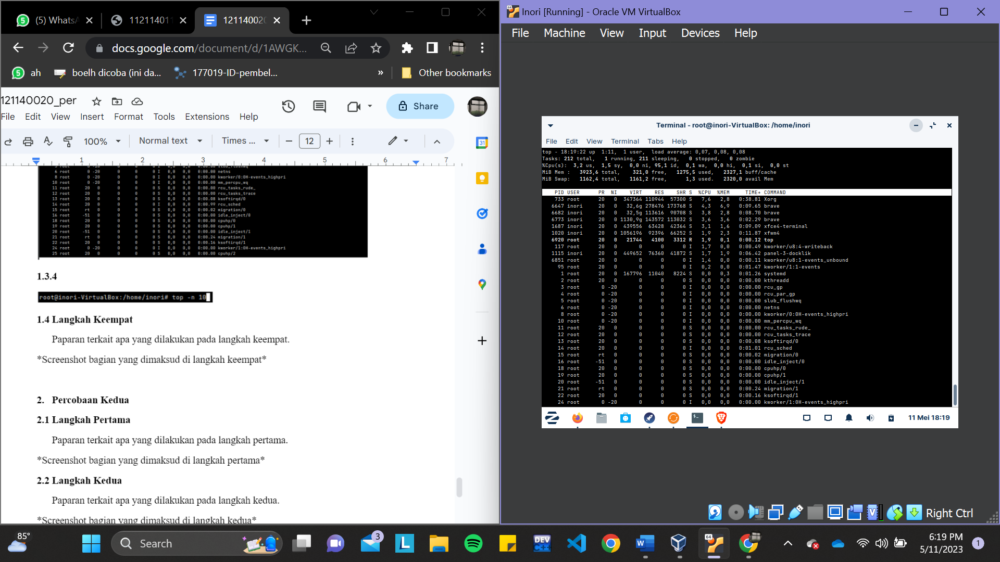 (5) WhatsA
112114011
12114002
docs.google.com/document/d/1AWGK...
ah
boelh dicoba (ini da...
177019-ID-pembel...
»
Other bookmarks
121140020_per
Share
File Edit View Insert Format Tools Extensions Help
100% Normal text Times ... 12
1 2 3 4 5 6 7
6 root 0 -20 0 0 0 I 0,0 0,0 0:00.00 netns
8 root 0 -20 0 0 0 I 0,0 0,0 0:00.00 kworker/0:0H-events_highpri
10 root 0 -20 0 0 0 I 0,0 0,0 0:00.00 mm_percpu_wq
11 root 20 0 0 0 0 S 0,0 0,0 0:00.00 rcu_tasks_rude_
12 root 20 0 0 0 0 S 0,0 0,0 0:00.00 rcu_tasks_trace
13 root 20 0 0 0 0 S 0,0 0,0 0:00.08 ksoftirqd/0
14 root 20 0 0 0 0 I 0,0 0,0 0:00.99 rcu_sched
15 root rt 0 0 0 0 S 0,0 0,0 0:00.02 migration/0
16 root -51 0 0 0 0 S 0,0 0,0 0:00.00 idle_inject/0
18 root 20 0 0 0 0 S 0,0 0,0 0:00.00 cpuhp/0
19 root 20 0 0 0 0 S 0,0 0,0 0:00.00 cpuhp/1
20 root -51 0 0 0 0 S 0,0 0,0 0:00.00 idle_inject/1
21 root rt 0 0 0 0 S 0,0 0,0 0:00.24 migration/1
22 root 20 0 0 0 0 S 0,0 0,0 0:00.16 ksoftirqd/1
24 root 0 -20 0 0 0 I 0,0 0,0 0:00.00 kworker/1:0H-events_highpri
25 root 20 0 0 0 0 S 0,0 0,0 0:00.00 cpuhp/2
1.3.4
root@inori-VirtualBox:/home/inori# top -n 10
1.4 Langkah Keempat
Paparan terkait apa yang dilakukan pada langkah keempat.
*Screenshot bagian yang dimaksud di langkah keempat*
2. Percobaan Kedua
2.1 Langkah Pertama
Paparan terkait apa yang dilakukan pada langkah pertama.
*Screenshot bagian yang dimaksud di langkah pertama*
2.2 Langkah Kedua
Paparan terkait apa yang dilakukan pada langkah kedua.
*Screenshot bagian yang dimaksud di langkah kedua*
31
Inori [Running] - Oracle VM VirtualBox
File Machine View Input Devices Help
Terminal - root@inori-VirtualBox: /home/inori
File Edit View Terminal Tabs Help
top - 18:19:22 up 1:11, 1 user, load average: 0,07, 0,08, 0,08
Tasks: 212 total, 1 running, 211 sleeping, 0 stopped, 0 zombie
%Cpu(s): 3,2 us, 1,5 sy, 0,0 ni, 95,1 id, 0,1 wa, 0,0 hi, 0,1 si, 0,0 st
MiB Mem : 3923,6 total, 321,0 free, 1275,5 used, 2327,1 buff/cache
MiB Swap: 1162,4 total, 1161,2 free, 1,3 used. 2320,0 avail Mem
PID USER PR NI VIRT RES SHR S %CPU %MEM TIME+ COMMAND
733 root 20 0 347364 110944 57300 S 7,6 2,8 0:38.81 Xorg
6647 inori 20 0 32,6g 278476 173768 S 4,3 6,9 0:09.65 brave
6682 inori 20 0 32,5g 113616 90708 S 3,8 2,8 0:08.70 brave
6773 inori 20 0 1130,9g 143572 113032 S 3,6 3,6 0:02.29 brave
1687 inori 20 0 439556 63428 42364 S 3,1 1,6 0:09.09 xfce4-terminal
1020 inori 20 0 1056196 92396 66252 S 1,9 2,3 0:11.87 xfwm4
6920 root 20 0 21744 4100 3312 R 1,9 0,1 0:00.12 top
117 root 20 0 0 0 0 I 1,7 0,0 0:00.49 kworker/u8:4-writeback
1115 inori 20 0 449652 76360 41872 S 1,7 1,9 0:06.42 panel-3-docklik
6851 root 20 0 0 0 0 I 1,4 0,0 0:00.11 kworker/u8:1-events_unbound
95 root 20 0 0 0 0 I 0,2 0,0 0:01.47 kworker/1:1-events
1 root 20 0 167796 11040 8224 S 0,0 0,3 0:01.26 systemd
2 root 20 0 0 0 0 S 0,0 0,0 0:00.00 kthreadd
3 root 0 -20 0 0 0 I 0,0 0,0 0:00.00 rcu_gp
4 root 0 -20 0 0 0 I 0,0 0,0 0:00.00 rcu_par_gp
5 root 0 -20 0 0 0 I 0,0 0,0 0:00.00 slub_flushwq
6 root 0 -20 0 0 0 I 0,0 0,0 0:00.00 netns
8 root 0 -20 0 0 0 I 0,0 0,0 0:00.00 kworker/0:0H-events_highpri
10 root 0 -20 0 0 0 I 0,0 0,0 0:00.00 mm_percpu_wq
11 root 20 0 0 0 0 S 0,0 0,0 0:00.00 rcu_tasks_rude_
12 root 20 0 0 0 0 S 0,0 0,0 0:00.00 rcu_tasks_trace
13 root 20 0 0 0 0 S 0,0 0,0 0:00.08 ksoftirqd/0
14 root 20 0 0 0 0 I 0,0 0,0 0:01.01 rcu_sched
15 root rt 0 0 0 0 S 0,0 0,0 0:00.02 migration/0
16 root -51 0 0 0 0 S 0,0 0,0 0:00.00 idle_inject/0
18 root 20 0 0 0 0 S 0,0 0,0 0:00.00 cpuhp/0
19 root 20 0 0 0 0 S 0,0 0,0 0:00.00 cpuhp/1
20 root -51 0 0 0 0 S 0,0 0,0 0:00.00 idle_inject/1
21 root rt 0 0 0 0 S 0,0 0,0 0:00.24 migration/1
22 root 20 0 0 0 0 S 0,0 0,0 0:00.16 ksoftirqd/1
24 root 0 -20 0 0 0 I 0,0 0,0 0:00.00 kworker/1:0H-events_highpri
11 Mei 18:19
Right Ctrl
85°
Search
3
L
DEV C++
W
64
6:19 PM
5/11/2023
1